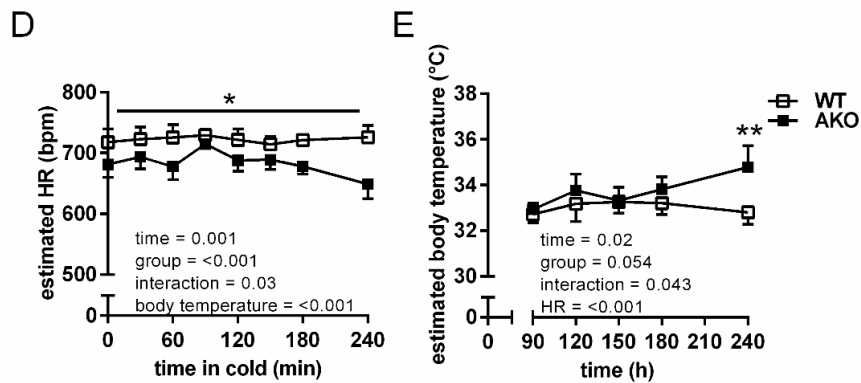 D
estimated HR (bpm)
800
700
600
500
0
*
time = 0.001
group = <0.001
interaction = 0.03
body temperature = <0.001
0 60 120 180 240
time in cold (min)
E
estimated body temperature (°C)
38
36
34
32
30
0
**
time = 0.02
group = 0.054
interaction = 0.043
HR = <0.001
0 90 120 150 180 210 240
time (h)
WT
AKO